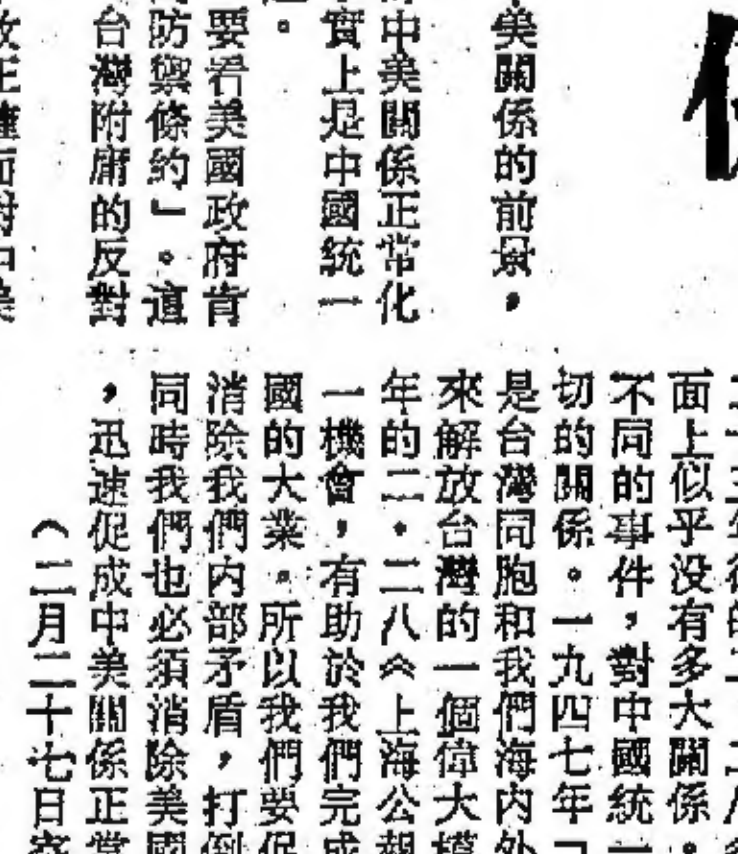 美關係的前景，
中美關係正常化
實上是中國統一
。
要看美國政府肯
防禦條約」。這
台灣附庸的反對
面上似乎没有多大關係。
不同的事件，對中國統一
切的關係。一九四七年「
是台灣同胞和我們海内外
來解放台灣的一個偉大模
年的二·二八《上海公報
一機會，有助於我們完成
國的大業。所以我們要促
消除我們内部矛盾，打倒
同時我們也必須消除美國
，迅速促成中美關係正常
（二月二十七日寄